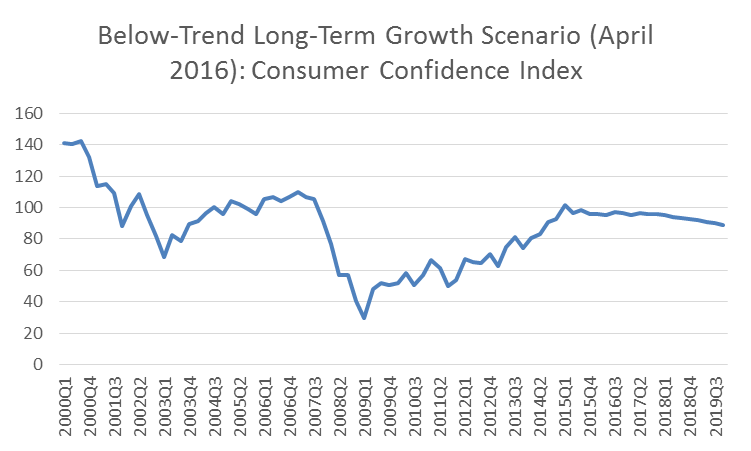 Below-Trend Long-Term Growth Scenario (April
2016): Consumer Confidence Index
160
140
120
100
80
60
40
20
0
2000Q1
2000Q4
2001Q3
2002Q2
2003Q1
2003Q4
2004Q3
2005Q2
2006Q1
2006Q4
2007Q3
2008Q2
2009Q1
2009Q4
2010Q3
2011Q2
2012Q1
2012Q4
2013Q3
2014Q2
2015Q1
2015Q4
2016Q3
2017Q2
2018Q1
2018Q4
2019Q3